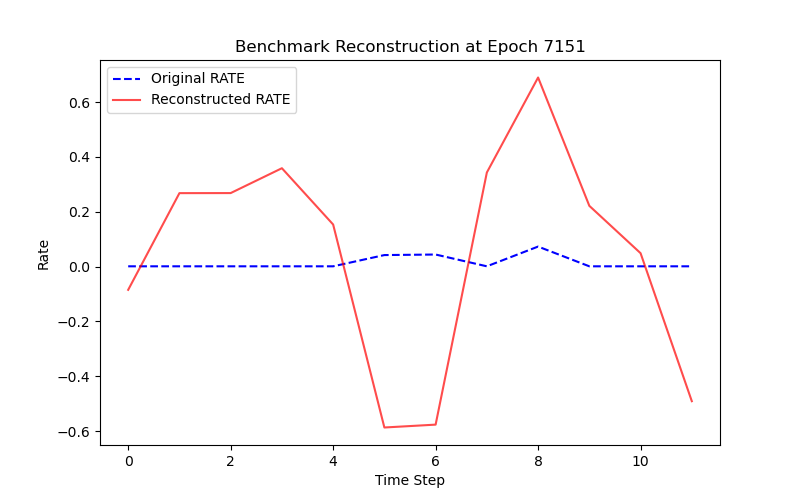 Benchmark Reconstruction at Epoch 7151
Original RATE
Reconstructed RATE
0.6
0.4
0.2
0.0
−0.2
−0.4
−0.6
Rate
0 2 4 6 8 10
Time Step